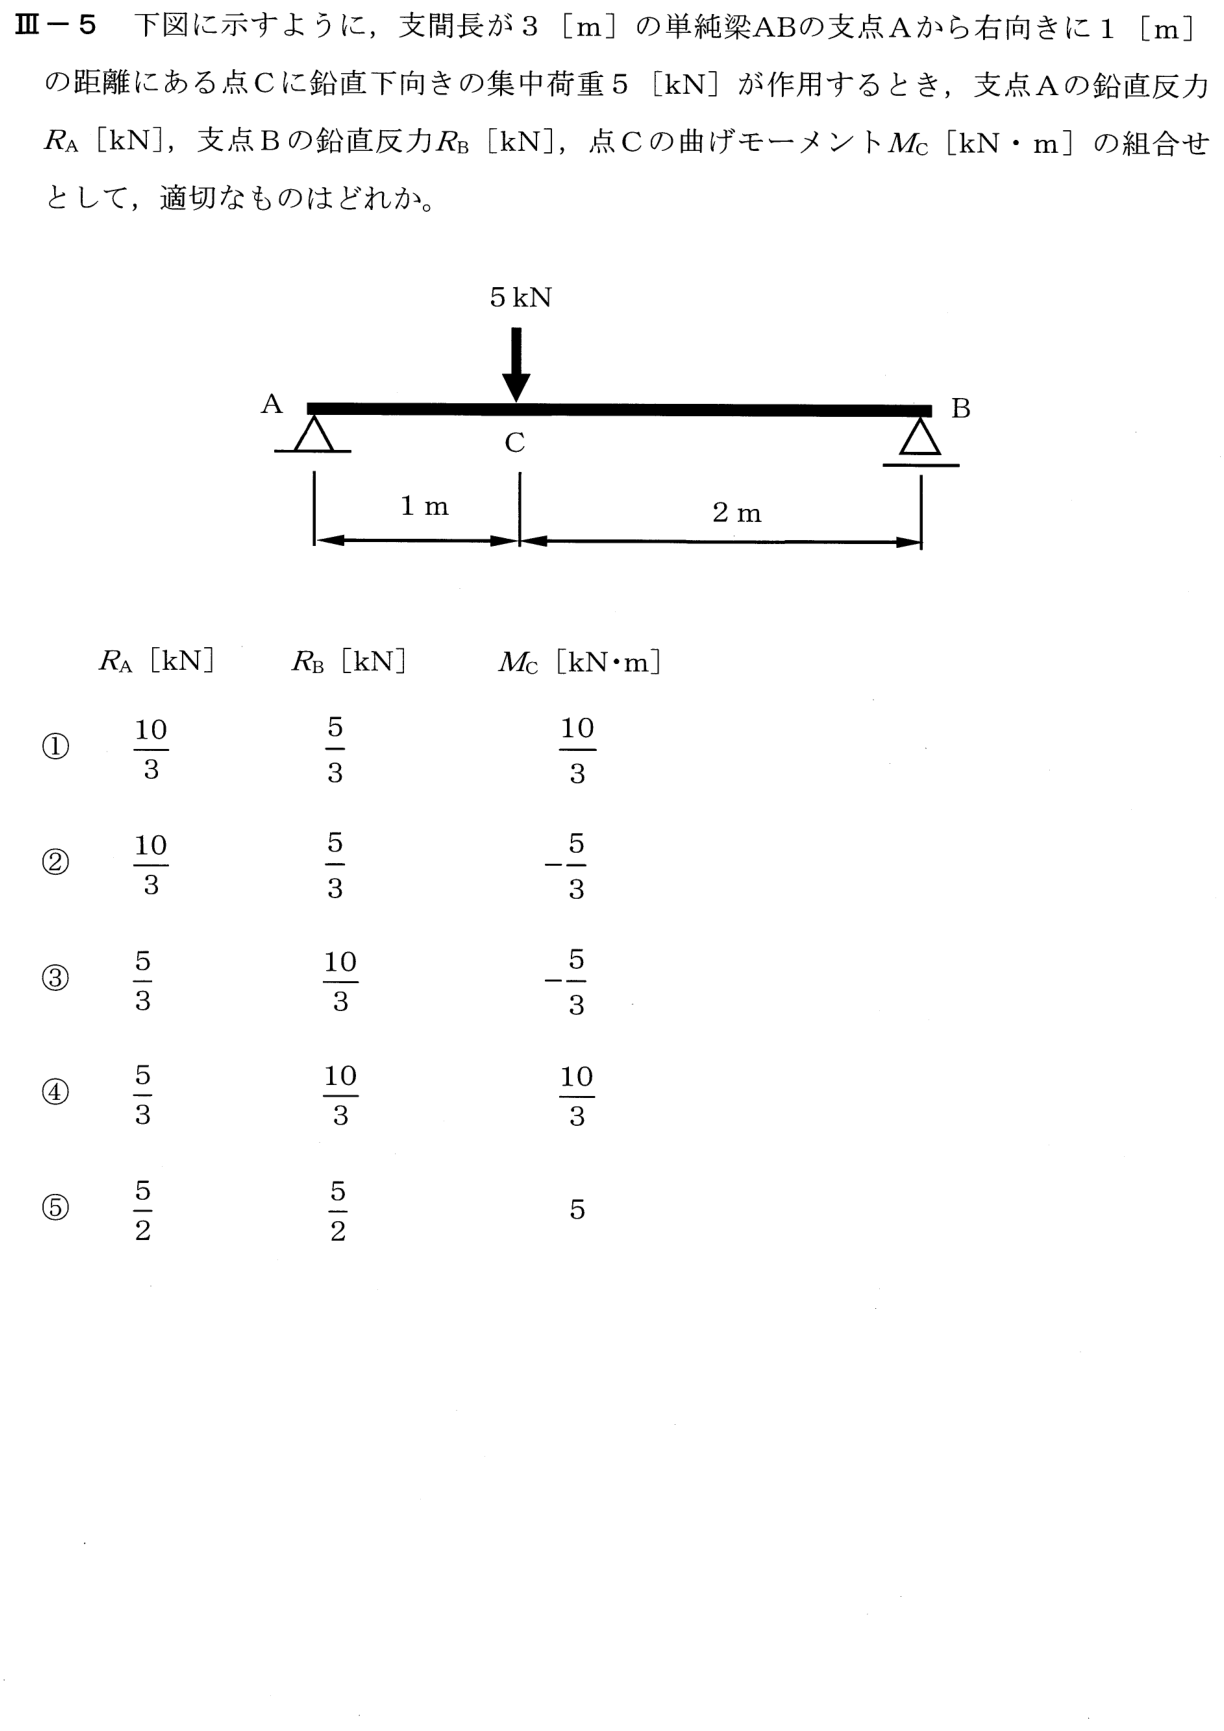 Ⅲ－5　下図に示すように，支間長が３［m］の単純梁ABの支点Aから右向きに１［m］
の距離にある点Cに鉛直下向きの集中荷重５［kN］が作用するとき，支点Aの鉛直反力
RA［kN］，支点Bの鉛直反力RB［kN］，点Cの曲げモーメントMC［kN・m］の組合せ
として，適切なものはどれか。
5 kN
A
B
C
1 m
2 m
RA［kN］　RB［kN］　MC［kN･m］
①　10/3　5/3　10/3
②　10/3　5/3　−5/3
③　5/3　10/3　−5/3
④　5/3　10/3　10/3
⑤　5/2　5/2　5